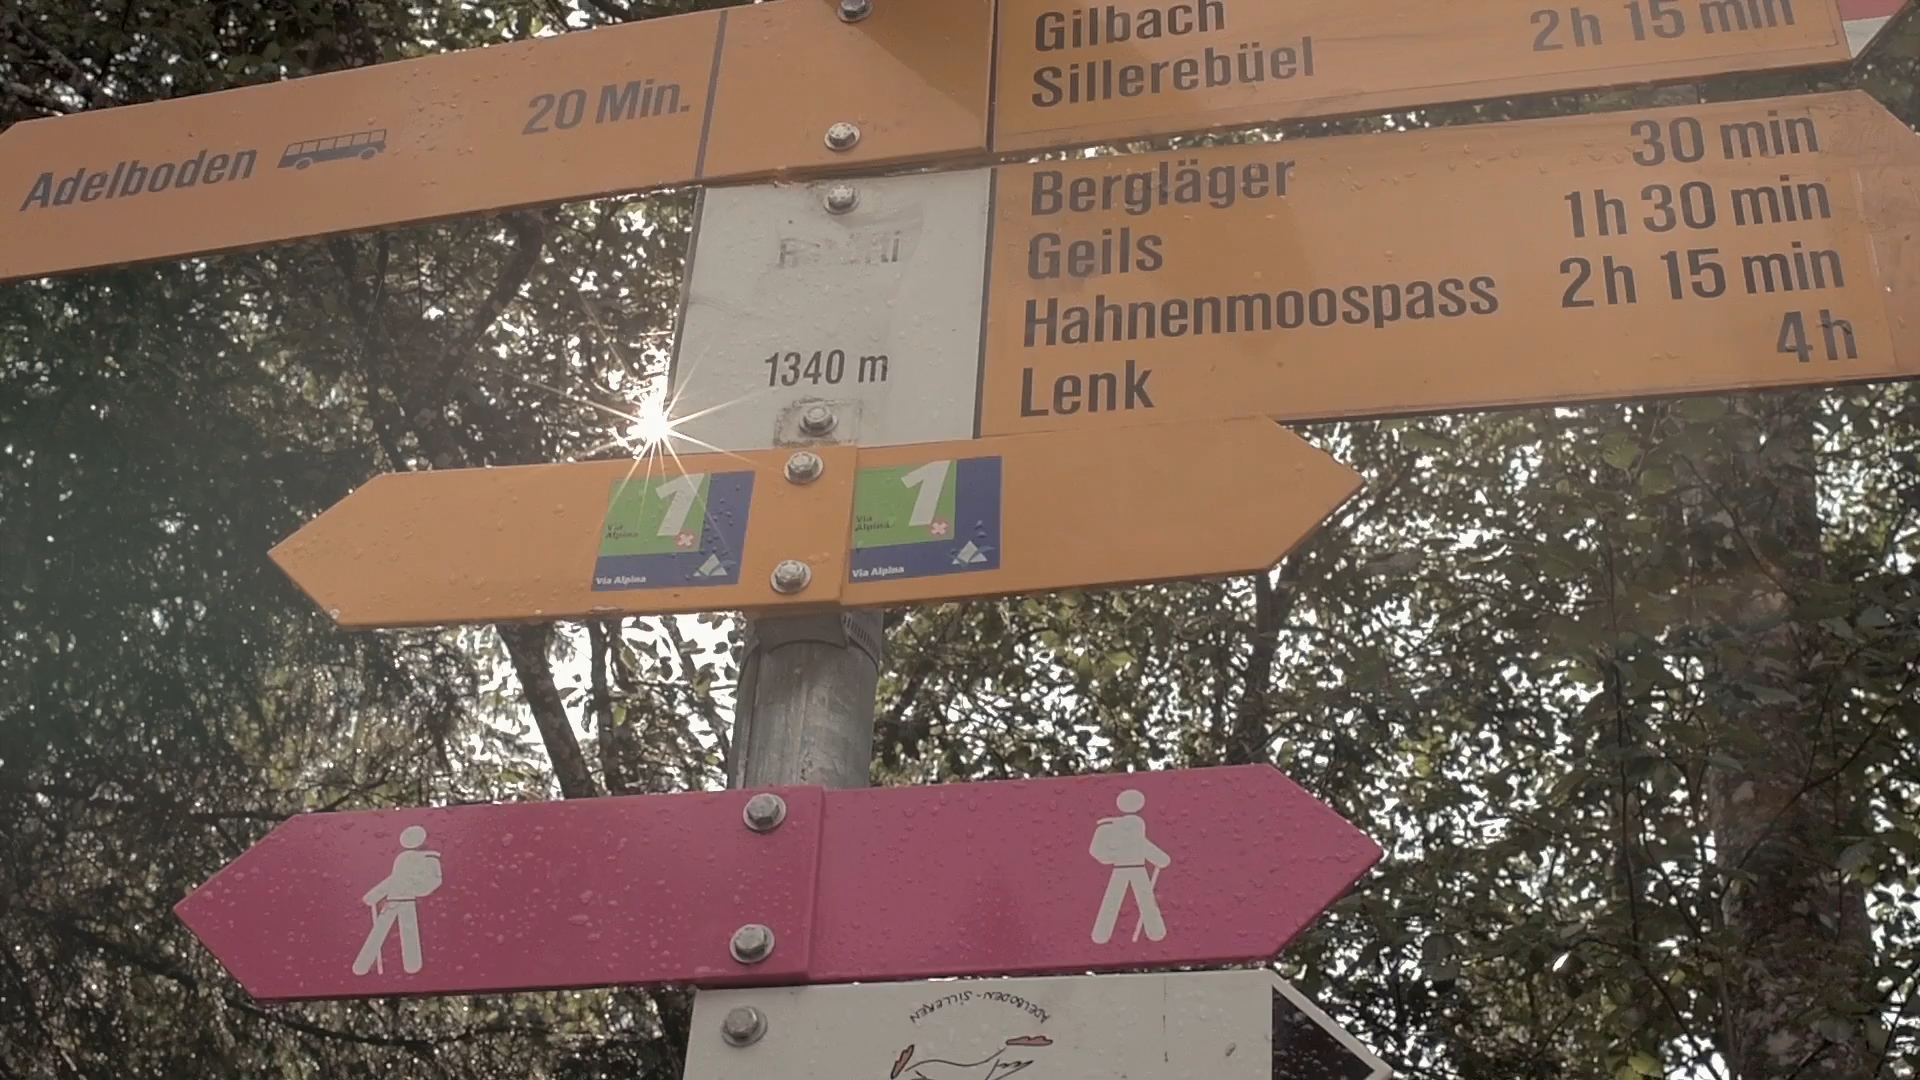 Adelboden 20 Min.
Gilbach
Sillerebüel 2h 15 min
Bergläger 30 min
Geils 1h 30 min
Hahnenmoospass 2h 15 min
Lenk 4h
1340 m
1
Via
Alpina
Via Alpina
1
Via
Alpina
Via Alpina
ADELBODEN - SILLEREN